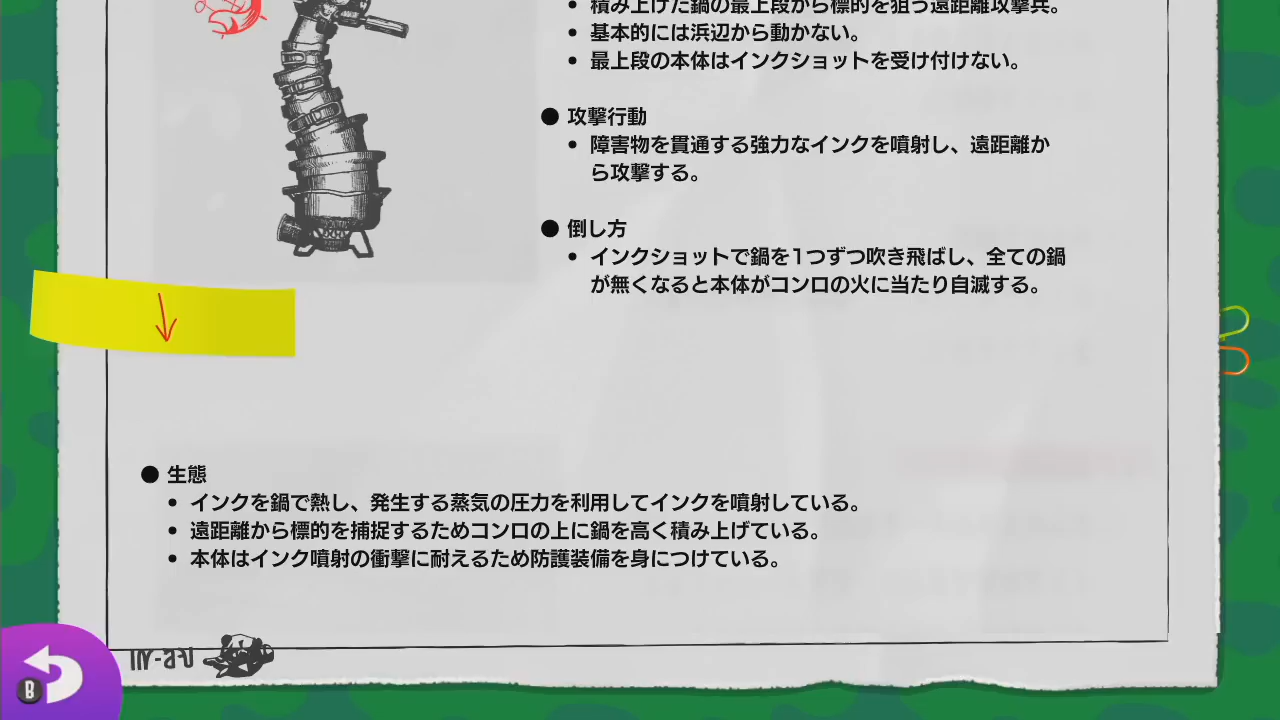 積み上げた鍋の最上段から標的を狙う遠距離攻撃兵。
基本的には浜辺から動かない。
最上段の本体はインクショットを受け付けない。
● 攻撃行動
• 障害物を貫通する強力なインクを噴射し、遠距離か
ら攻撃する。
● 倒し方
• インクショットで鍋を1つずつ吹き飛ばし、全ての鍋
が無くなると本体がコンロの火に当たり自滅する。
● 生態
• インクを鍋で熱し、発生する蒸気の圧力を利用してインクを噴射している。
• 遠距離から標的を捕捉するためコンロの上に鍋を高く積み上げている。
• 本体はインク噴射の衝撃に耐えるため防護装備を身につけている。
B